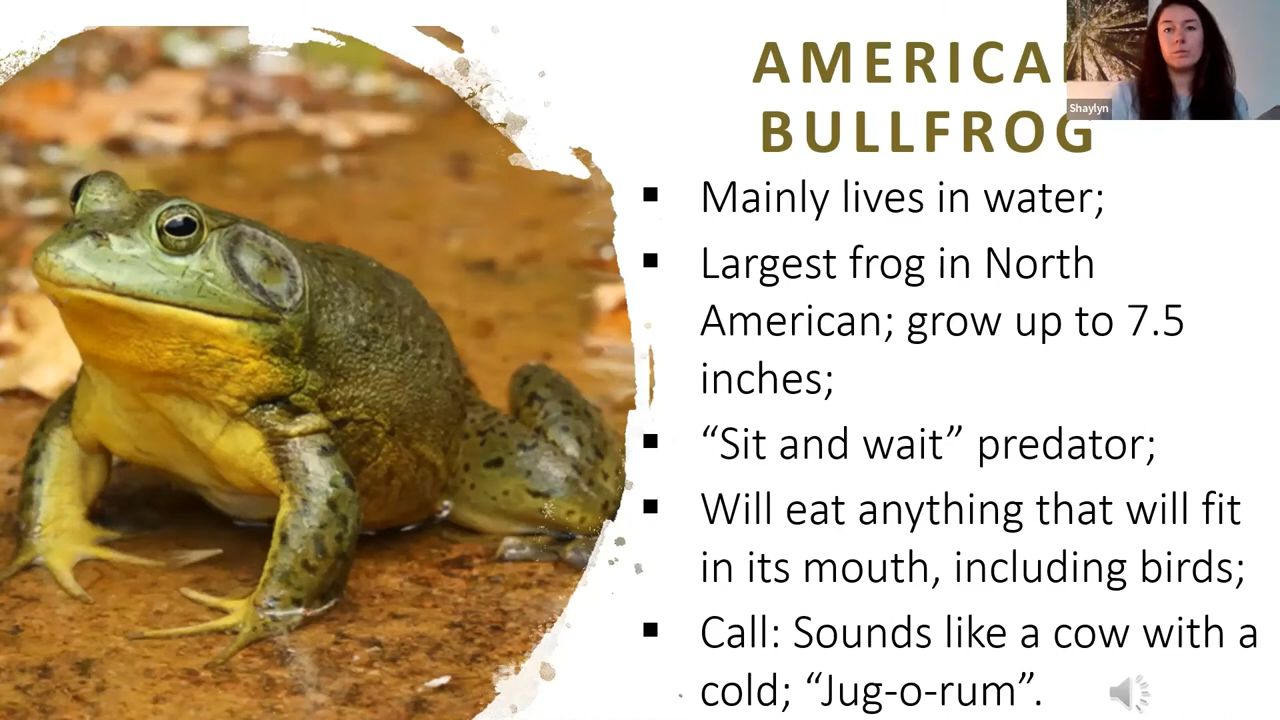 AMERICA
BULLFROG
Shaylyn
▪ Mainly lives in water;
▪ Largest frog in North
American; grow up to 7.5
inches;
▪ “Sit and wait” predator;
▪ Will eat anything that will fit
in its mouth, including birds;
▪ Call: Sounds like a cow with a
cold; “Jug-o-rum”.